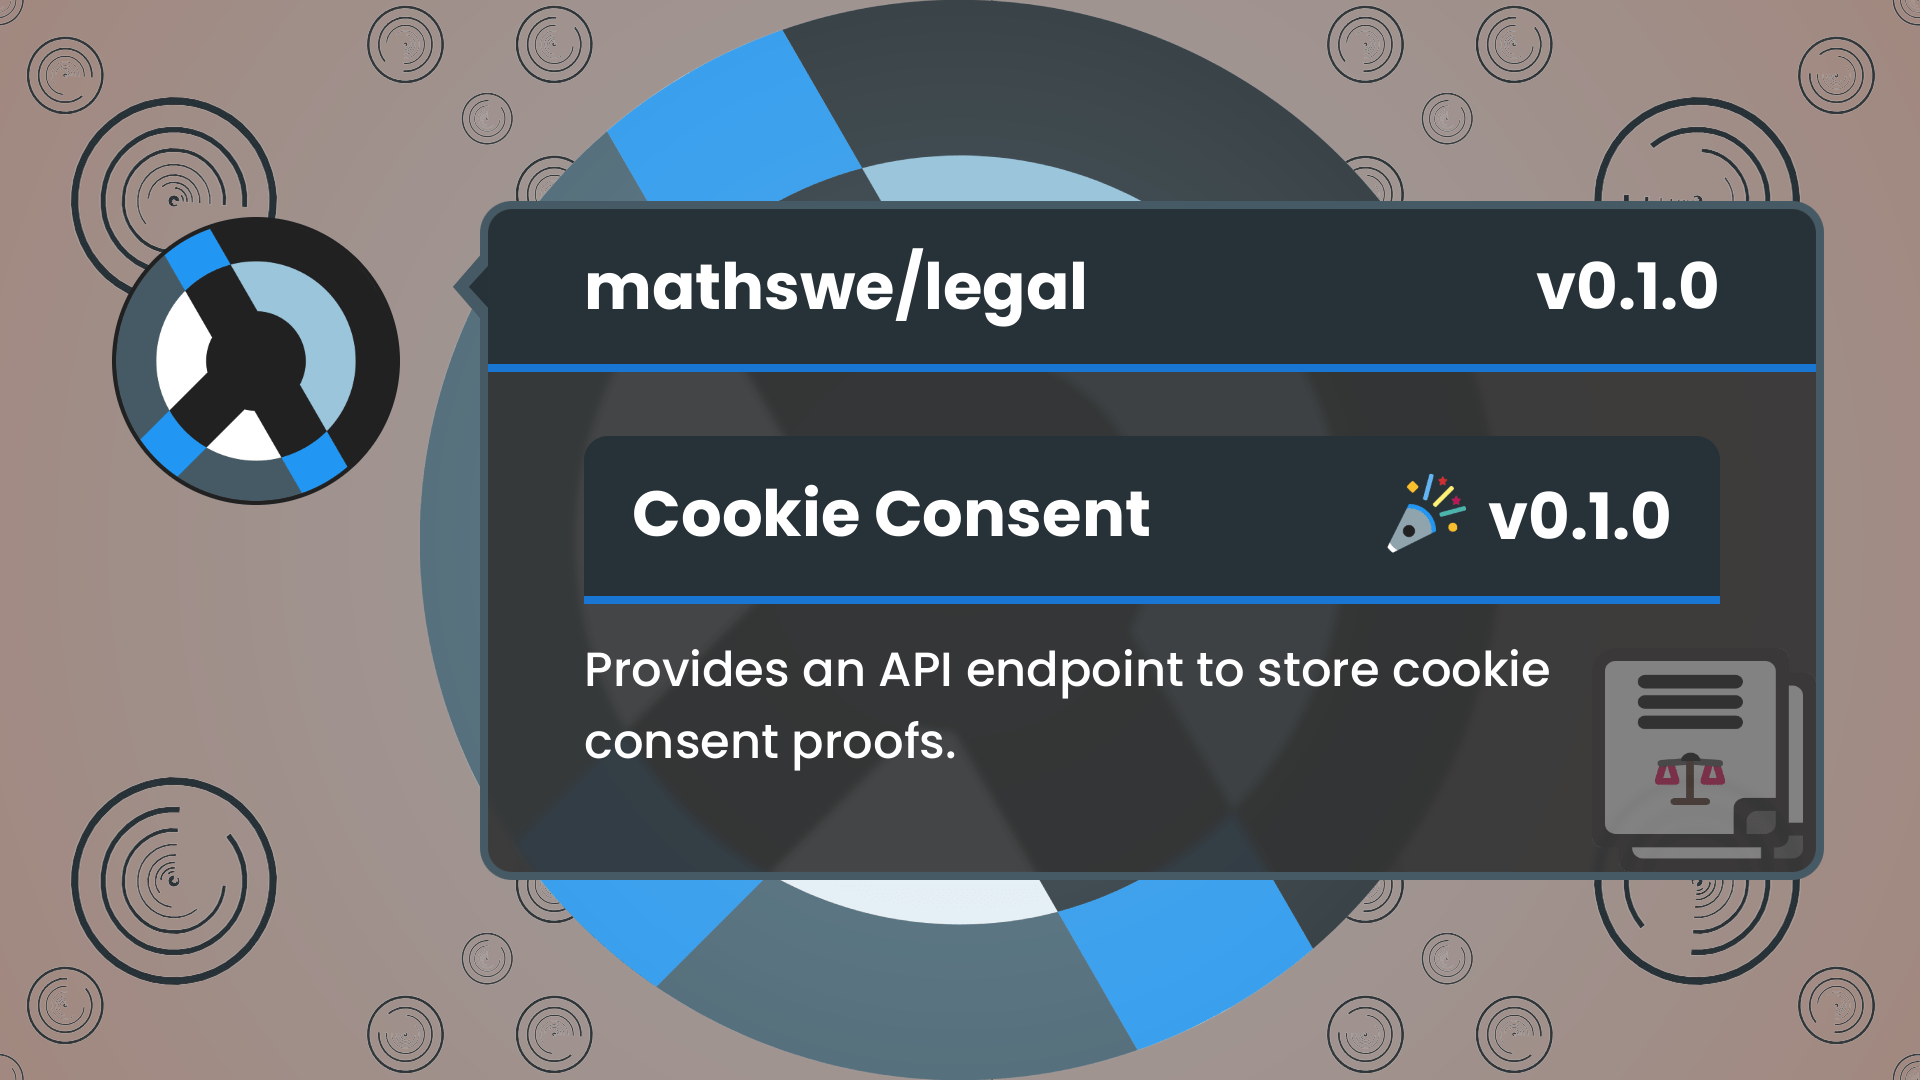 mathswe/legal
v0.1.0
Cookie Consent
v0.1.0
Provides an API endpoint to store cookie
consent proofs.